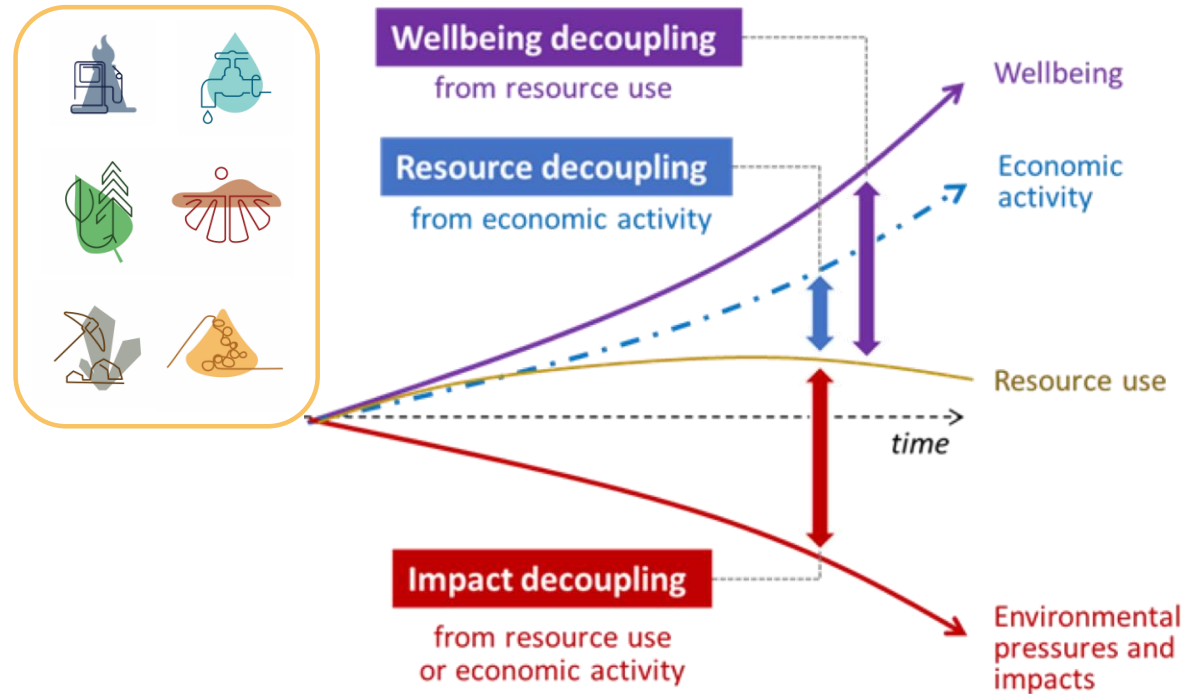 Wellbeing decoupling
from resource use
Wellbeing
Resource decoupling
from economic activity
Economic
activity
Resource use
time
Impact decoupling
from resource use
or economic activity
Environmental
pressures and
impacts